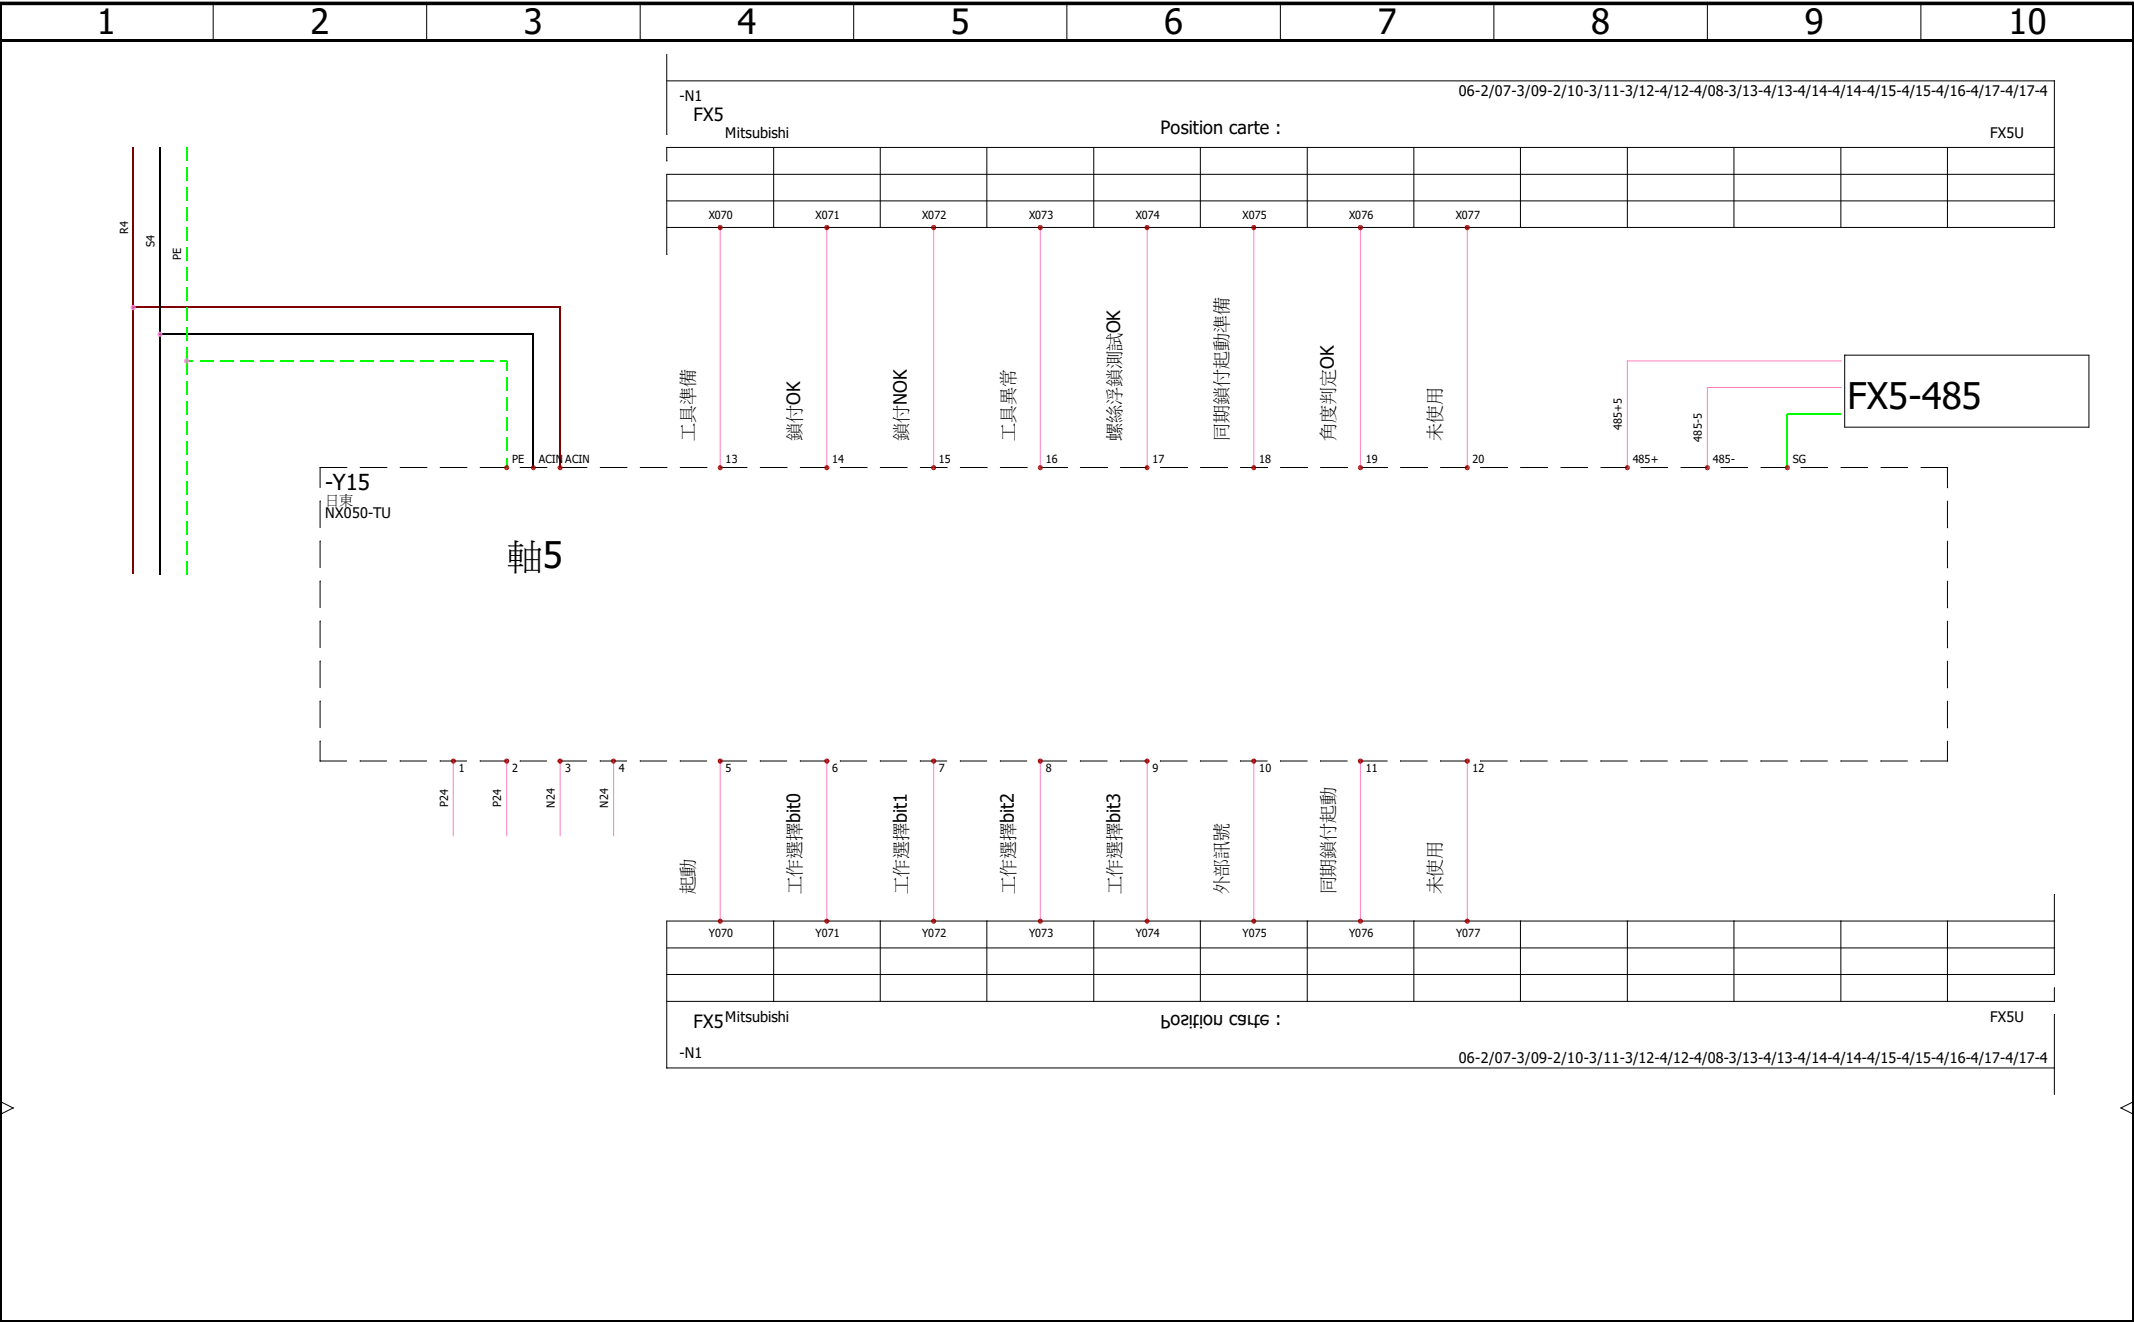 1 2 3 4 5 6 7 8 9 10
-N1
06-2/07-3/09-2/10-3/11-3/12-4/12-4/08-3/13-4/13-4/14-4/14-4/15-4/15-4/16-4/17-4/17-4
FX5
Mitsubishi
Position carte :
FX5U
X070 X071 X072 X073 X074 X075 X076 X077
R4
S4
PE
工具準備
鎖付OK
鎖付NOK
工具異常
螺絲浮鎖測試OK
同期鎖付起動準備
角度判定OK
未使用
485+5
485-5
FX5-485
PE ACIN ACIN 13 14 15 16 17 18 19 20 485+ 485- SG
-Y15
日東
NX050-TU
軸5
1 2 3 4 5 6 7 8 9 10 11 12
P24
P24
N24
N24
起動
工作選擇bit0
工作選擇bit1
工作選擇bit2
工作選擇bit3
外部訊號
同期鎖付起動
未使用
Y070 Y071 Y072 Y073 Y074 Y075 Y076 Y077
FX5
Mitsubishi
Position carte :
FX5U
-N1
06-2/07-3/09-2/10-3/11-3/12-4/12-4/08-3/13-4/13-4/14-4/14-4/15-4/15-4/16-4/17-4/17-4